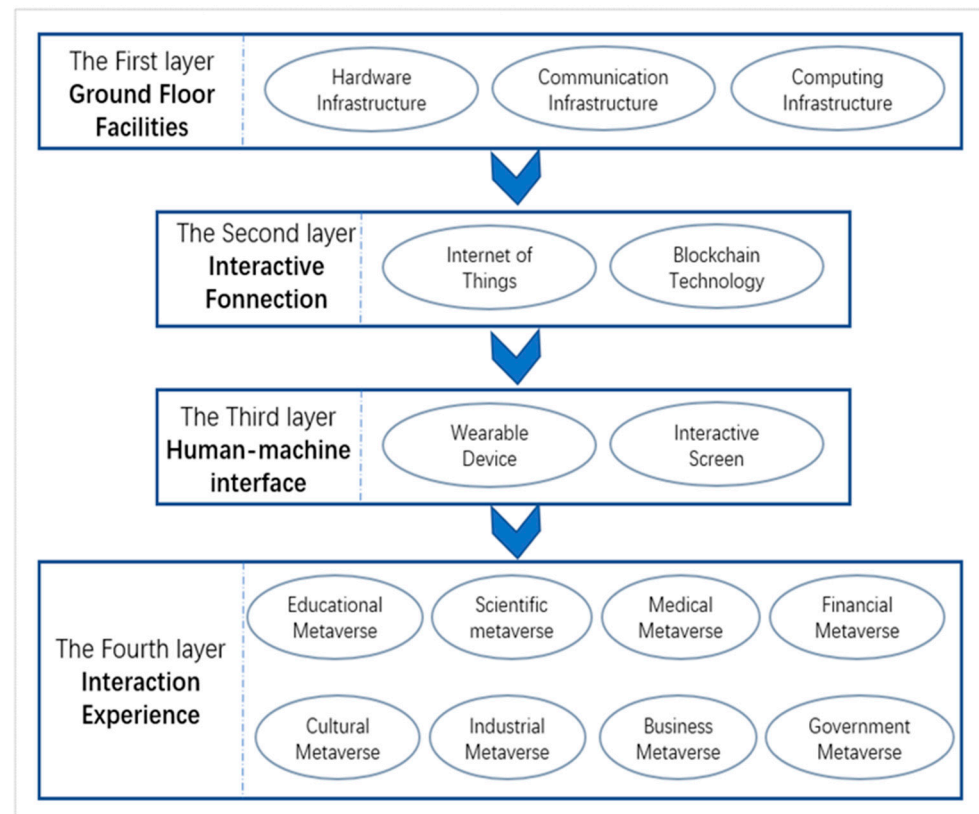 The First layer
Ground Floor
Facilities
Hardware
Infrastructure
Communication
Infrastructure
Computing
Infrastructure
The Second layer
Interactive
Fonnection
Internet of
Things
Blockchain
Technology
The Third layer
Human-machine
interface
Wearable
Device
Interactive
Screen
The Fourth layer
Interaction
Experience
Educational
Metaverse
Scientific
metaverse
Medical
Metaverse
Financial
Metaverse
Cultural
Metaverse
Industrial
Metaverse
Business
Metaverse
Government
Metaverse